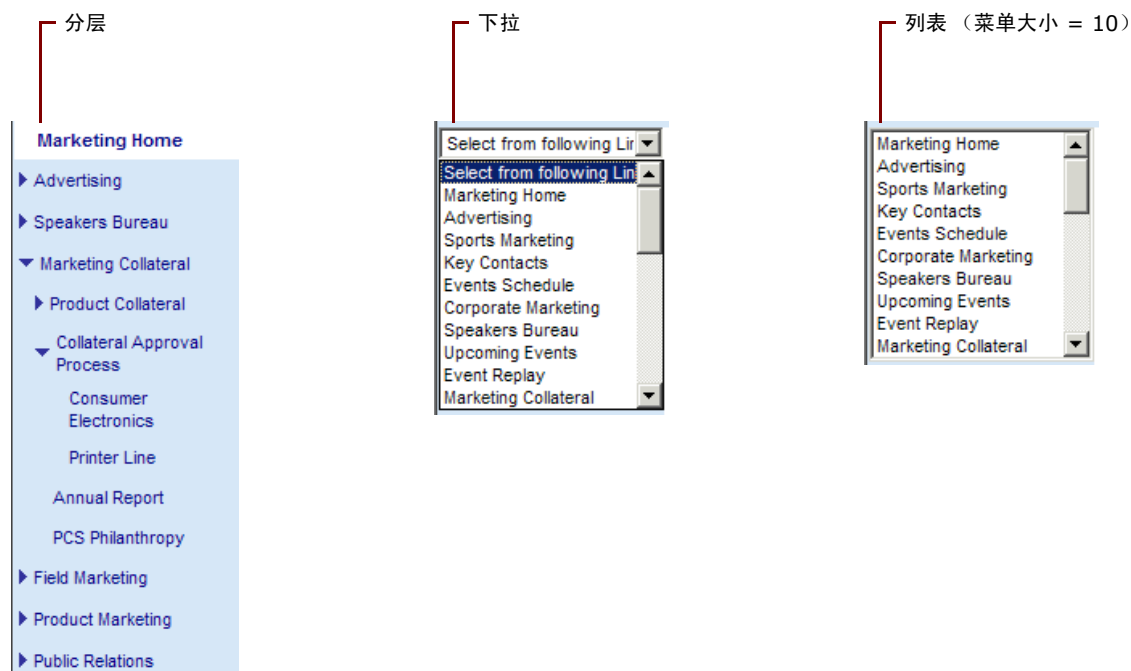 分层
Marketing Home
Advertising
Speakers Bureau
Marketing Collateral
Product Collateral
Collateral Approval
Process
Consumer
Electronics
Printer Line
Annual Report
PCS Philanthropy
Field Marketing
Product Marketing
Public Relations
下拉
Select from following Lir
Select from following Lin
Marketing Home
Advertising
Sports Marketing
Key Contacts
Events Schedule
Corporate Marketing
Speakers Bureau
Upcoming Events
Event Replay
Marketing Collateral
列表 （菜单大小 = 10）
Marketing Home
Advertising
Sports Marketing
Key Contacts
Events Schedule
Corporate Marketing
Speakers Bureau
Upcoming Events
Event Replay
Marketing Collateral